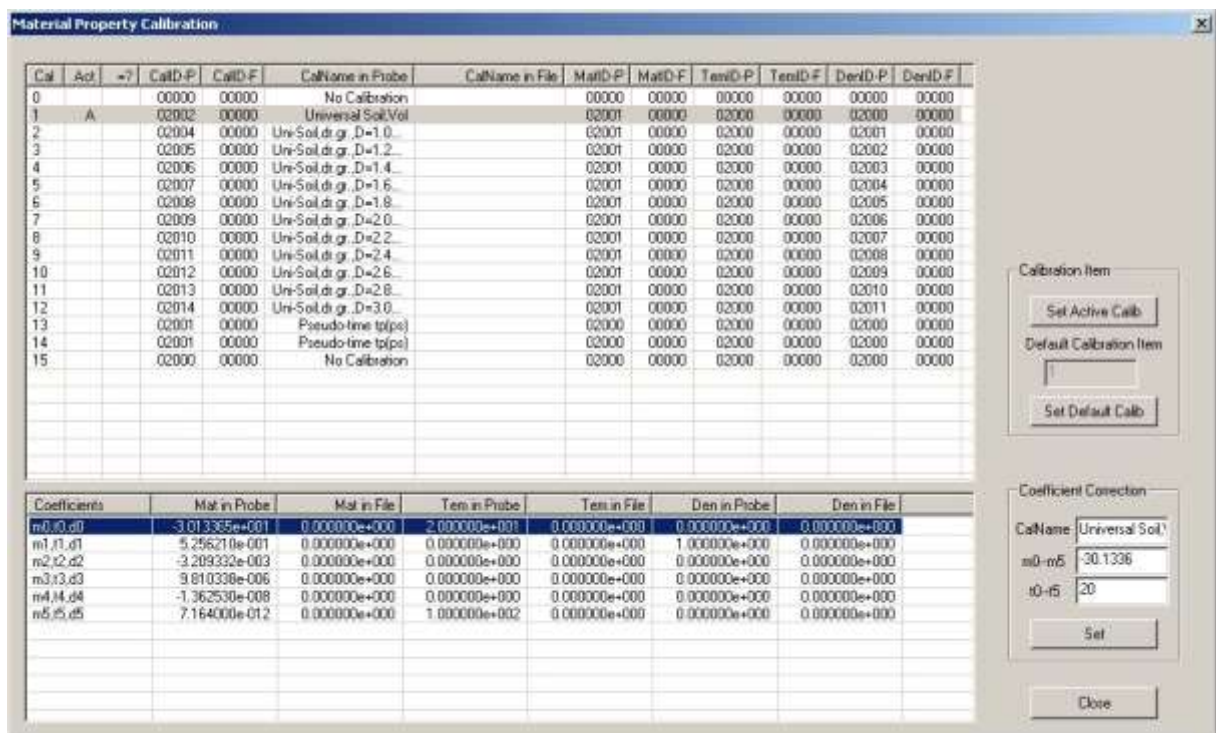 Material Property Calibration
Cal Act =? CalID-P CalID-F CalName in Probe CalName in File MatID-P MatID-F TemID-P TemID-F DenID-P DenID-F
0 00000 00000 No Calibration 00000 00000 00000 00000 00000 00000
1 A 02002 00000 Universal Soil,Vol 02001 00000 02000 00000 02000 00000
2 02004 00000 Uni-Soil,dr.gr.,D=1.0... 02001 00000 02000 00000 02001 00000
3 02005 00000 Uni-Soil,dr.gr.,D=1.2... 02001 00000 02000 00000 02002 00000
4 02006 00000 Uni-Soil,dr.gr.,D=1.4... 02001 00000 02000 00000 02003 00000
5 02007 00000 Uni-Soil,dr.gr.,D=1.6... 02001 00000 02000 00000 02004 00000
6 02008 00000 Uni-Soil,dr.gr.,D=1.8... 02001 00000 02000 00000 02005 00000
7 02009 00000 Uni-Soil,dr.gr.,D=2.0... 02001 00000 02000 00000 02006 00000
8 02010 00000 Uni-Soil,dr.gr.,D=2.2... 02001 00000 02000 00000 02007 00000
9 02011 00000 Uni-Soil,dr.gr.,D=2.4... 02001 00000 02000 00000 02008 00000
10 02012 00000 Uni-Soil,dr.gr.,D=2.6... 02001 00000 02000 00000 02009 00000
11 02013 00000 Uni-Soil,dr.gr.,D=2.8... 02001 00000 02000 00000 02010 00000
12 02014 00000 Uni-Soil,dr.gr.,D=3.0... 02001 00000 02000 00000 02011 00000
13 02001 00000 Pseudo-time tp(ps) 02000 00000 02000 00000 02000 00000
14 02001 00000 Pseudo-time tp(ps) 02000 00000 02000 00000 02000 00000
15 02000 00000 No Calibration 02000 00000 02000 00000 02000 00000
Calibration Item
Set Active Calib
Default Calibration Item
1
Set Default Calib
Coefficients Mat in Probe Mat in File Tem in Probe Tem in File Den in Probe Den in File
m0,t0,d0 -3.013365e+001 0.000000e+000 2.000000e+001 0.000000e+000 0.000000e+000 0.000000e+000
m1,t1,d1 5.256210e-001 0.000000e+000 0.000000e+000 0.000000e+000 1.000000e+000 0.000000e+000
m2,t2,d2 -3.209332e-003 0.000000e+000 0.000000e+000 0.000000e+000 0.000000e+000 0.000000e+000
m3,t3,d3 9.810338e-006 0.000000e+000 0.000000e+000 0.000000e+000 0.000000e+000 0.000000e+000
m4,t4,d4 -1.362530e-008 0.000000e+000 0.000000e+000 0.000000e+000 0.000000e+000 0.000000e+000
m5,t5,d5 7.164000e-012 0.000000e+000 1.000000e+002 0.000000e+000 0.000000e+000 0.000000e+000
Coefficient Correction
CalName Universal Soil,
m0-m5 -30.1336
t0-t5 20
Set
Close